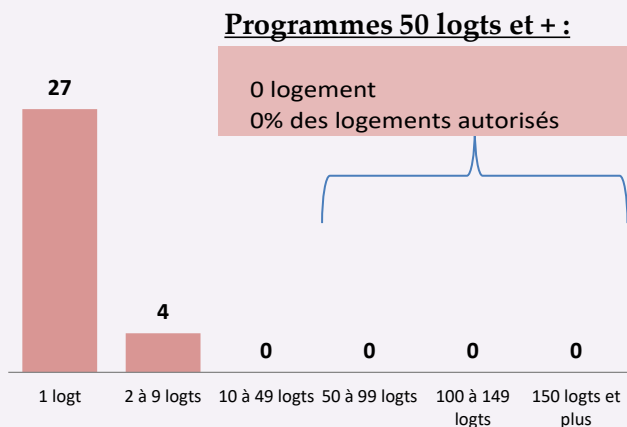 Programmes 50 logts et + :
0 logement
0% des logements autorisés
27
4
0
0
0
0
1 logt
2 à 9 logts
10 à 49 logts
50 à 99 logts
100 à 149
logts
150 logts et
plus